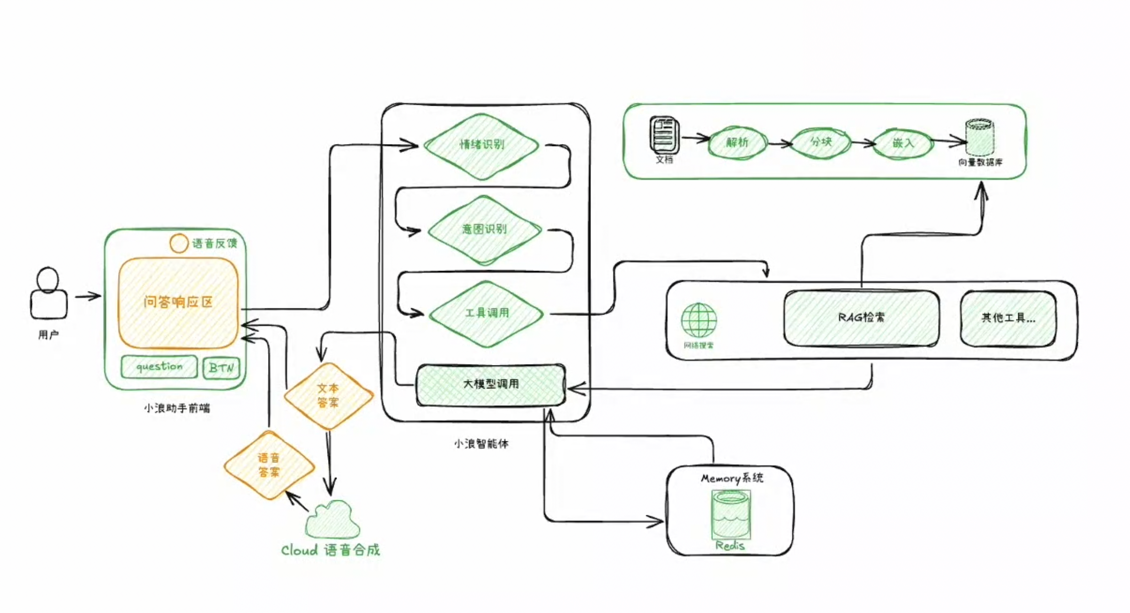 情绪识别
解析
分块
嵌入
文档
向量数据库
意图识别
语音反馈
问答响应区
用户
工具调用
RAG检索
其他工具...
网络搜索
question
BTN
小浪助手前端
大模型调用
文本
答案
小浪智能体
语音
答案
Memory系统
Redis
Cloud 语音合成